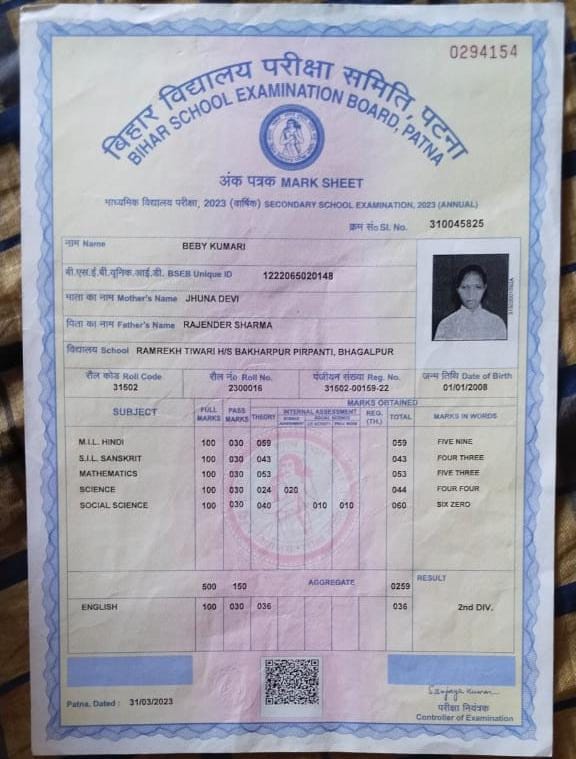 0294154
बिहार विद्यालय परीक्षा समिति, पटना
BIHAR SCHOOL EXAMINATION BOARD, PATNA
अंक पत्रक MARK SHEET
माध्यमिक विद्यालय परीक्षा, 2023 (वार्षिक) SECONDARY SCHOOL EXAMINATION, 2023 (ANNUAL)
क्रम सं० Sl. No. 310045825
नाम Name BEBY KUMARI
बी.एस.ई.बी.यूनिक.आई.डी. BSEB Unique ID 1222065020148
माता का नाम Mother's Name JHUNA DEVI
पिता का नाम Father's Name RAJENDER SHARMA
विद्यालय School RAMREKH TIWARI H/S BAKHARPUR PIRPANTI, BHAGALPUR
रौल कोड Roll Code रौल नं० Roll No. पंजीयन संख्या Reg. No. जन्म तिथि Date of Birth
31502 2300016 31502-00159-22 01/01/2008
MARKS OBTAINED
SUBJECT FULL MARKS PASS MARKS THEORY INTERNAL ASSESSMENT REG. (TH.) TOTAL MARKS IN WORDS
M.I.L. HINDI 100 030 059 059 FIVE NINE
S.I.L. SANSKRIT 100 030 043 043 FOUR THREE
MATHEMATICS 100 030 053 053 FIVE THREE
SCIENCE 100 030 024 020 044 FOUR FOUR
SOCIAL SCIENCE 100 030 040 010 010 060 SIX ZERO
500 150 AGGREGATE 0259 RESULT
ENGLISH 100 030 036 036 2nd DIV.
Patna, Dated : 31/03/2023
Sanjay Kumar
परीक्षा नियंत्रक
Controller of Examination